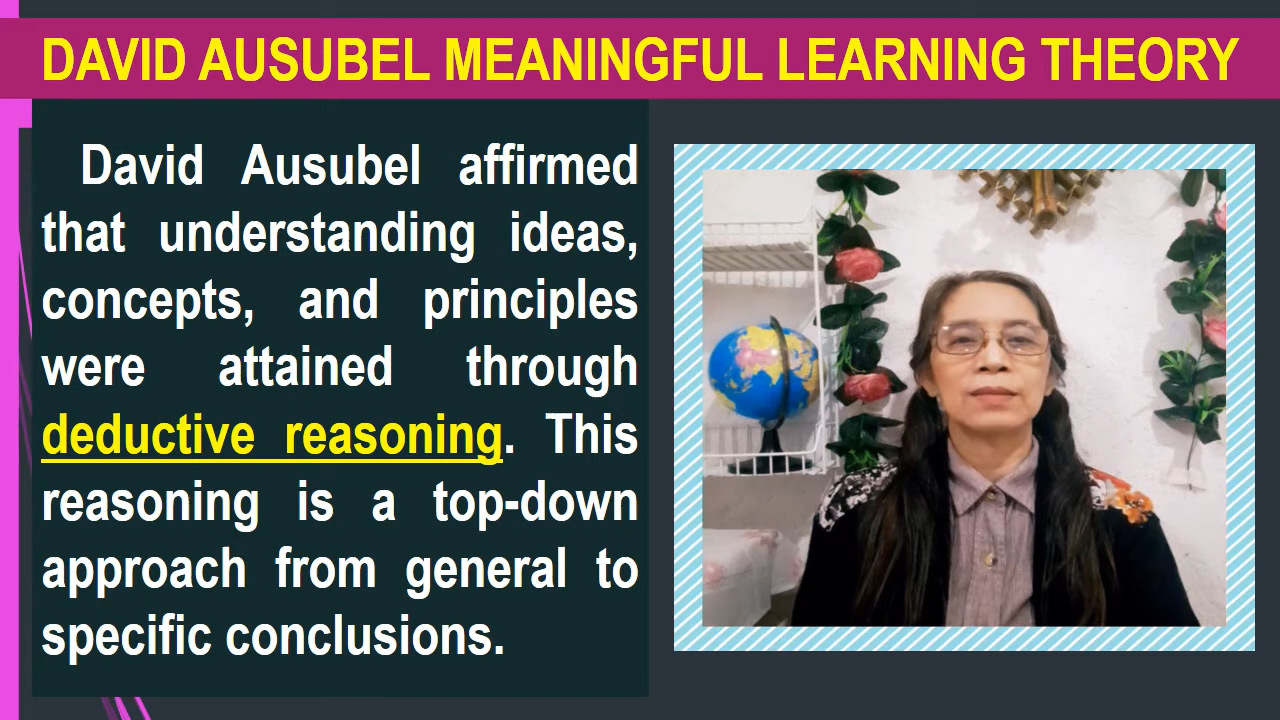 DAVID AUSUBEL MEANINGFUL LEARNING THEORY
David Ausubel affirmed
that understanding ideas,
concepts, and principles
were attained through
deductive reasoning. This
reasoning is a top-down
approach from general to
specific conclusions.